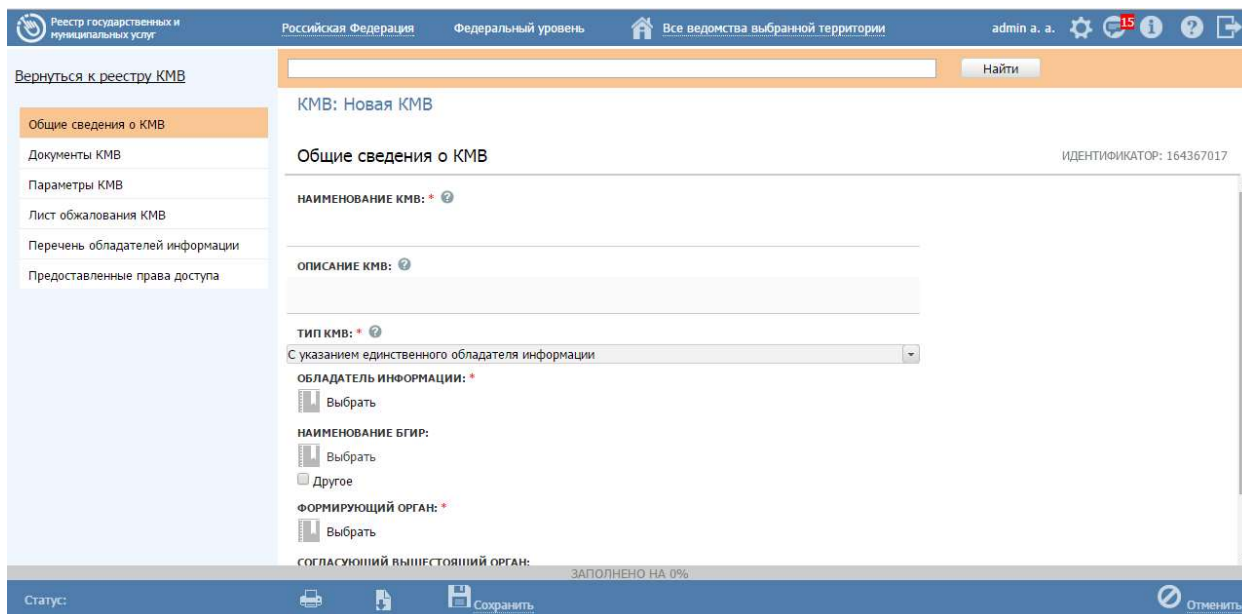 Реестр государственных и
муниципальных услуг
Российская Федерация
Федеральный уровень
Все ведомства выбранной территории
admin a. a.
15
Вернуться к реестру КМВ
Найти
Общие сведения о КМВ
Документы КМВ
Параметры КМВ
Лист обжалования КМВ
Перечень обладателей информации
Предоставленные права доступа
КМВ: Новая КМВ
Общие сведения о КМВ
ИДЕНТИФИКАТОР: 164367017
НАИМЕНОВАНИЕ КМВ: * ?
ОПИСАНИЕ КМВ: ?
ТИП КМВ: * ?
С указанием единственного обладателя информации
ОБЛАДАТЕЛЬ ИНФОРМАЦИИ: *
Выбрать
НАИМЕНОВАНИЕ БГИР:
Выбрать
Другое
ФОРМИРУЮЩИЙ ОРГАН: *
Выбрать
СОГЛАСУЮЩИЙ ВЫШЕСТОЯЩИЙ ОРГАН:
ЗАПОЛНЕНО НА 0%
Статус:
Сохранить
Отменить